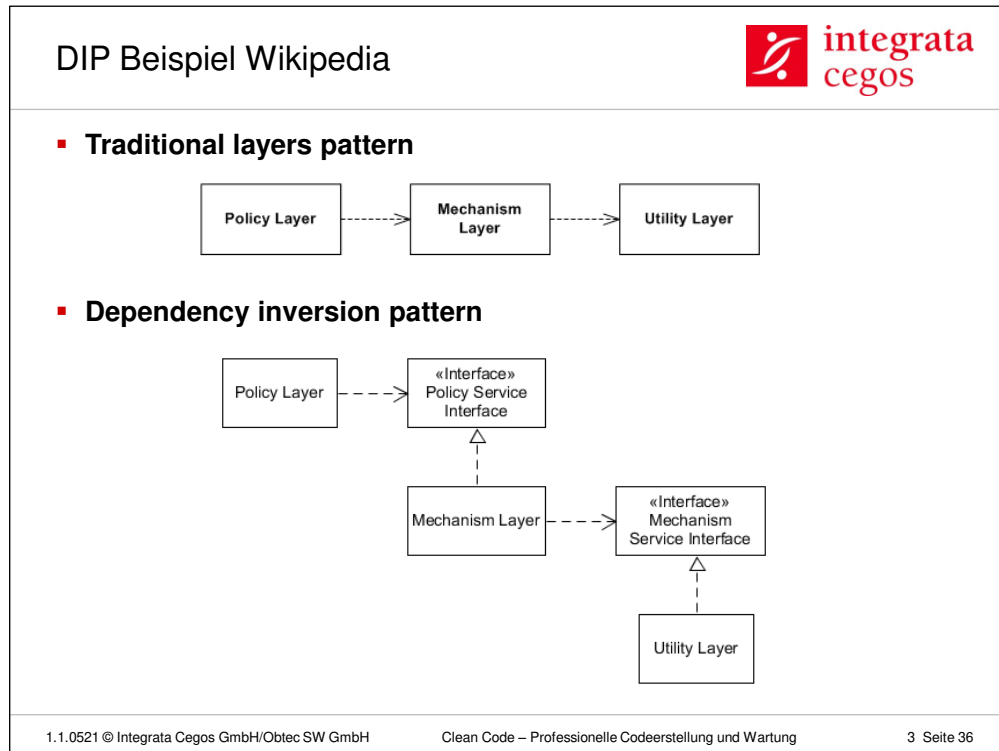 DIP Beispiel Wikipedia
integrata
cegos
▪ Traditional layers pattern
Policy Layer
Mechanism
Layer
Utility Layer
▪ Dependency inversion pattern
Policy Layer
«Interface»
Policy Service
Interface
Mechanism Layer
«Interface»
Mechanism
Service Interface
Utility Layer
1.1.0521 © Integrata Cegos GmbH/Obtec SW GmbH
Clean Code – Professionelle Codeerstellung und Wartung
3 Seite 36